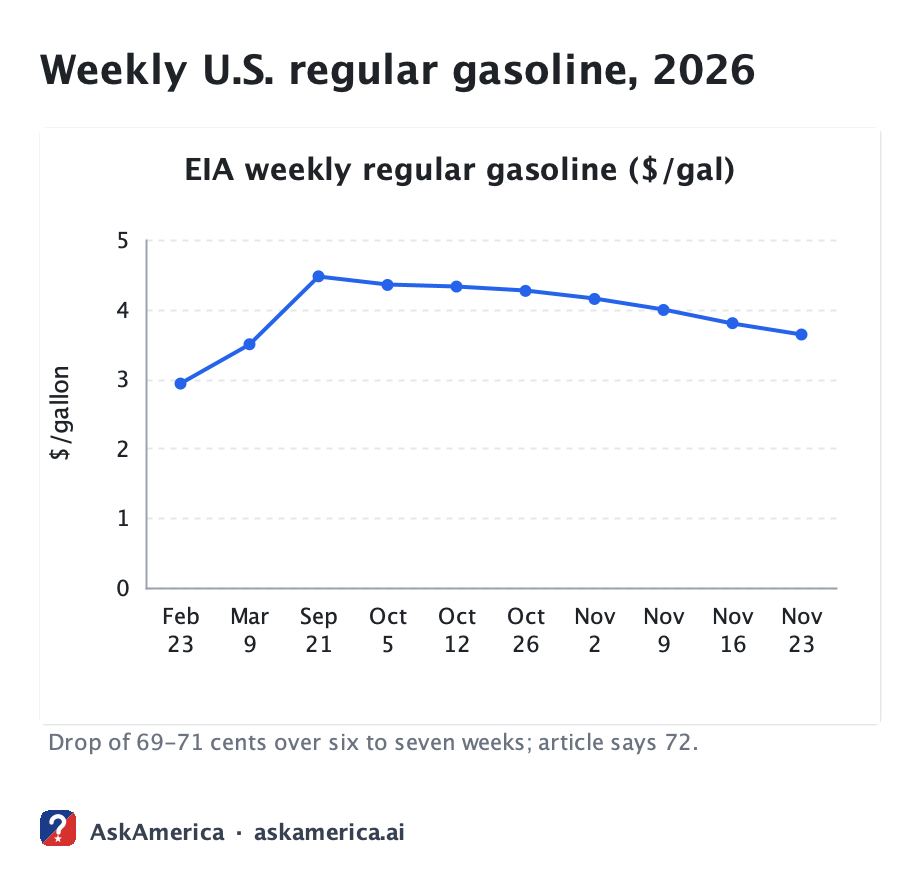 Weekly U.S. regular gasoline, 2026
EIA weekly regular gasoline ($/gal)
$/gallon
5
4
3
2
1
0
Feb 23
Mar 9
Sep 21
Oct 5
Oct 12
Oct 26
Nov 2
Nov 9
Nov 16
Nov 23
Drop of 69–71 cents over six to seven weeks; article says 72.
?
AskAmerica · askamerica.ai